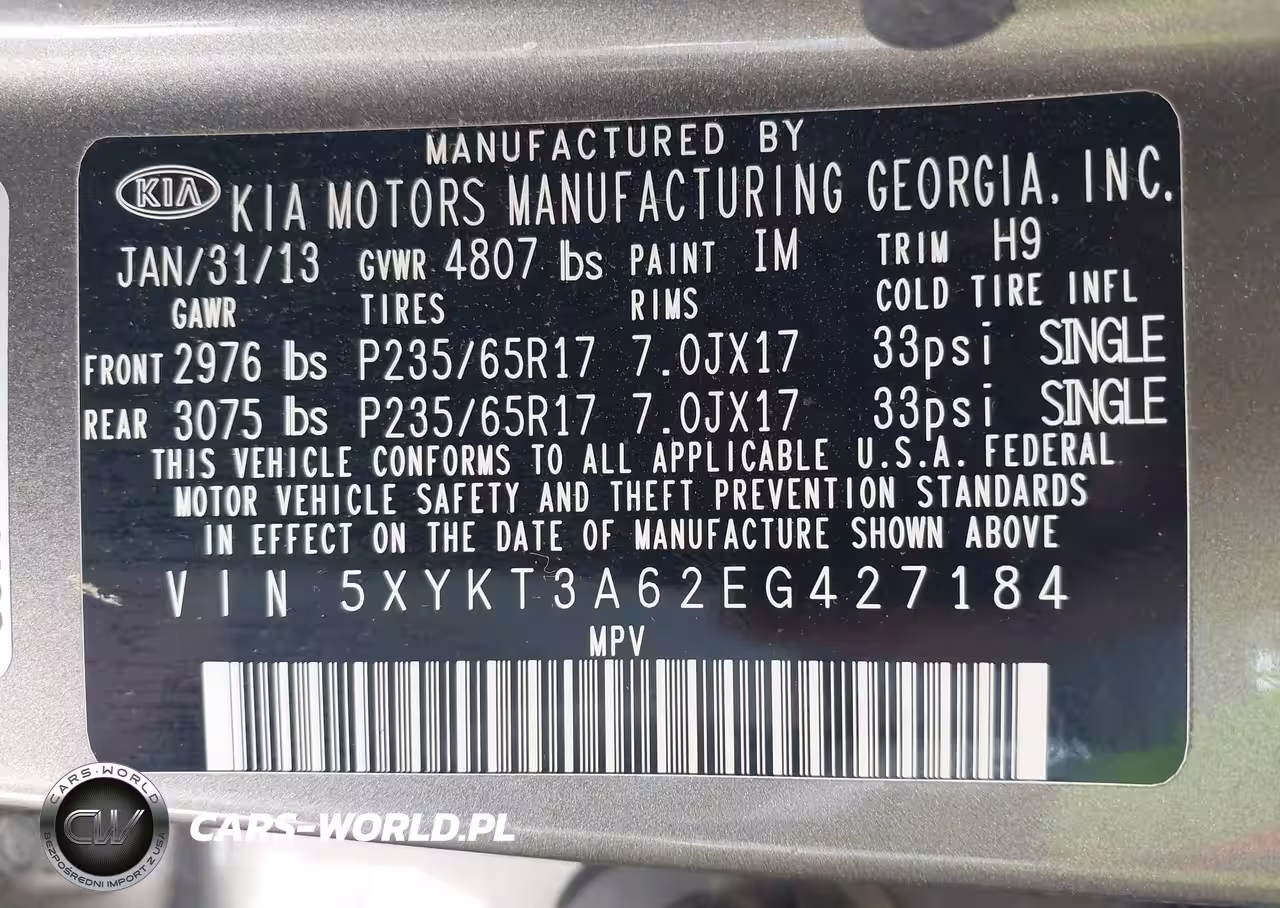 MANUFACTURED BY
KIA KIA MOTORS MANUFACTURING GEORGIA, INC.
JAN/31/13 GVWR 4807 lbs PAINT IM TRIM H9
GAWR TIRES RIMS COLD TIRE INFL
FRONT 2976 lbs P235/65R17 7.0JX17 33psi SINGLE
REAR 3075 lbs P235/65R17 7.0JX17 33psi SINGLE
THIS VEHICLE CONFORMS TO ALL APPLICABLE U.S.A. FEDERAL
MOTOR VEHICLE SAFETY AND THEFT PREVENTION STANDARDS
IN EFFECT ON THE DATE OF MANUFACTURE SHOWN ABOVE
VIN 5XYKT3A62EG427184
MPV
CARS-WORLD
CW
BEZPOŚREDNI IMPORT Z USA
CARS-WORLD.PL